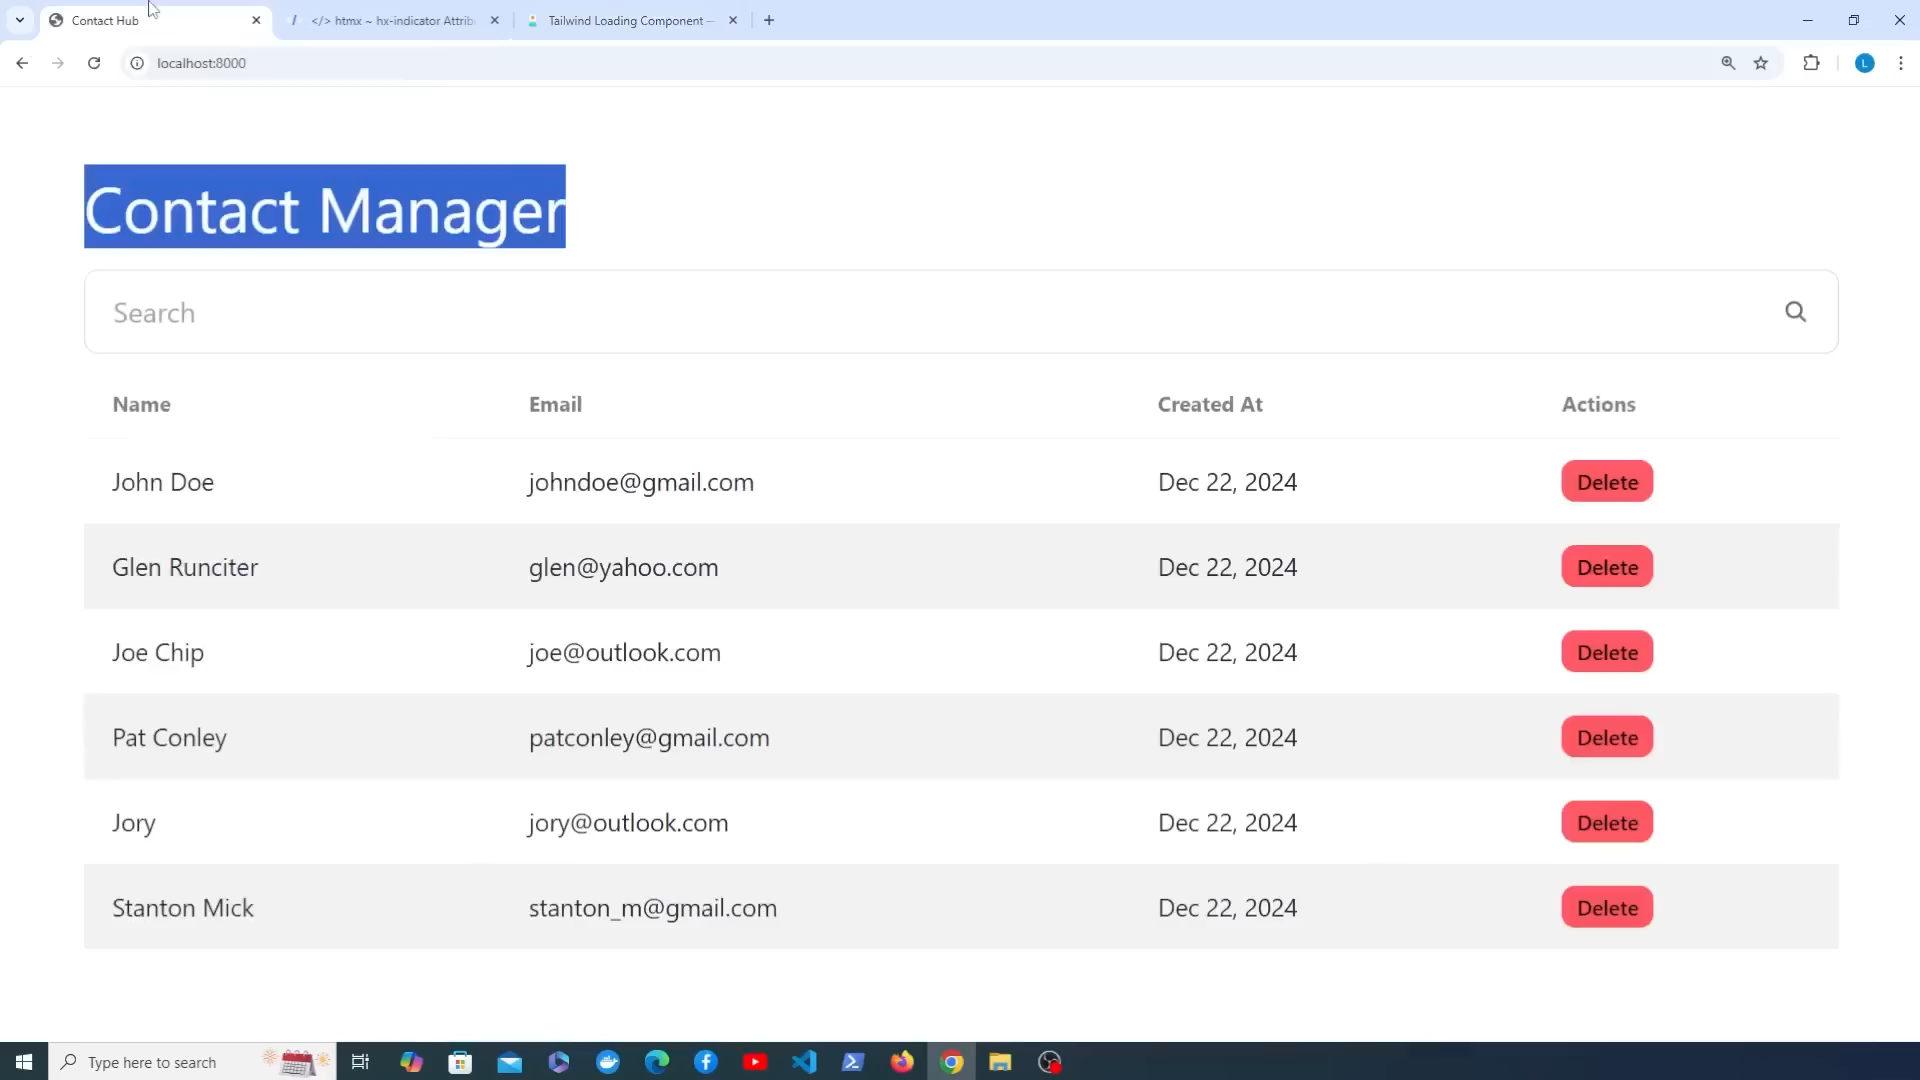 Contact Hub
</> htmx ~ hx-indicator Attrib
Tailwind Loading Component –
localhost:8000
L
Contact Manager
Search
Name Email Created At Actions
John Doe johndoe@gmail.com Dec 22, 2024 Delete
Glen Runciter glen@yahoo.com Dec 22, 2024 Delete
Joe Chip joe@outlook.com Dec 22, 2024 Delete
Pat Conley patconley@gmail.com Dec 22, 2024 Delete
Jory jory@outlook.com Dec 22, 2024 Delete
Stanton Mick stanton_m@gmail.com Dec 22, 2024 Delete
Type here to search